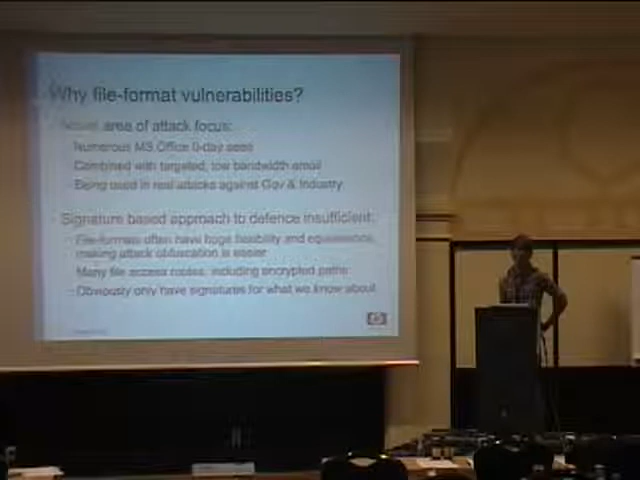 Why file-format vulnerabilities?
area of attack focus:
Numerous MS Office 0-day seen
Combined with targeted, low bandwidth email
Being used in real attacks against Gov & Industry
Signature based approach to defence insufficient:
File-formats often have huge flexibility and equivalence,
making attack obfuscation is easier
Many file access routes, including encrypted paths
Obviously only have signatures for what we know about
hp